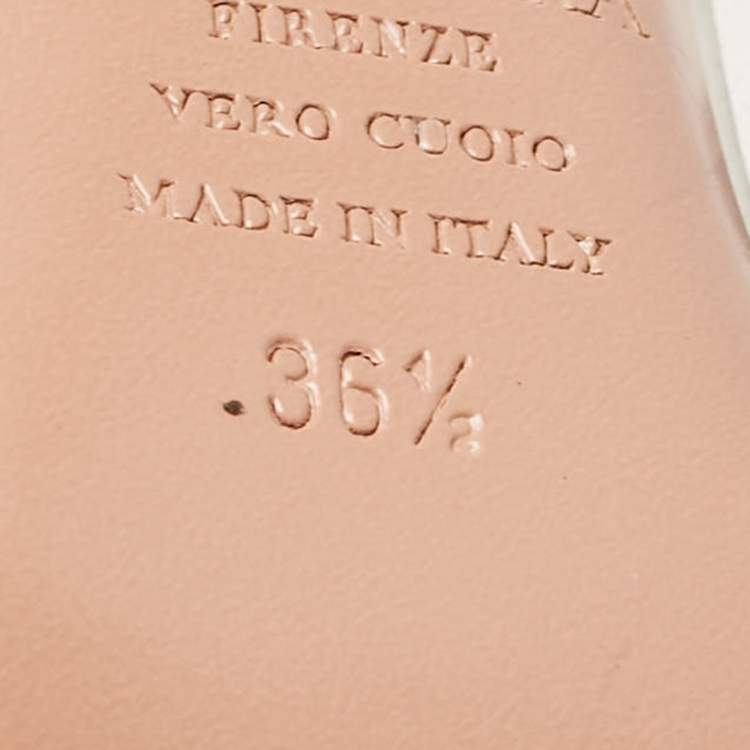 FIRENZE
VERO CUOIO
MADE IN ITALY
.36½